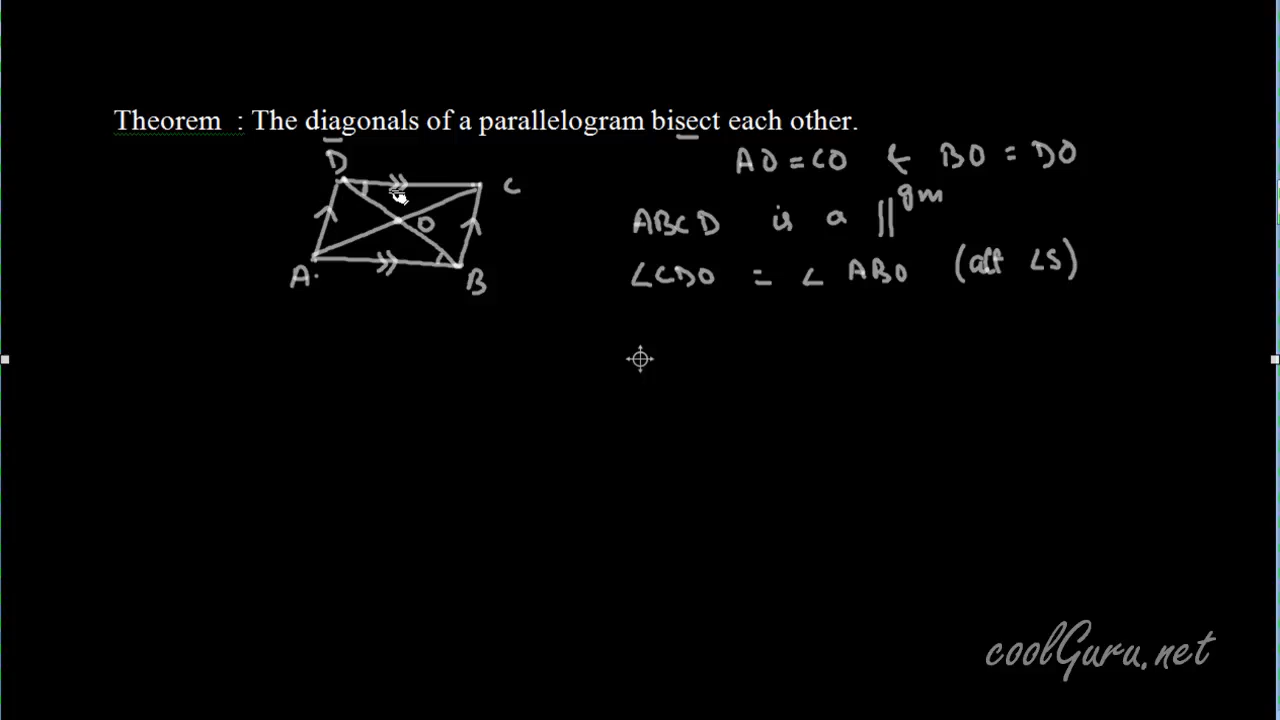 Theorem : The diagonals of a parallelogram bisect each other.
AO = CO & BO = DO
D
C
O
A
B
ABCD is a ||gm
∠CDO = ∠ABO (alt ∠S)
coolGuru.net